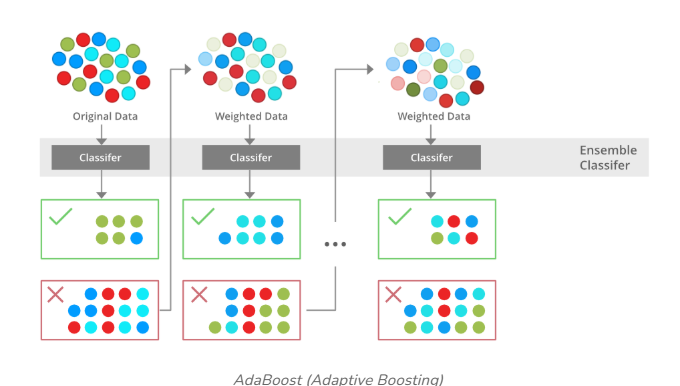 Original Data
Weighted Data
Weighted Data
Classifer
Classifer
Classifer
Ensemble
Classifer
...
AdaBoost (Adaptive Boosting)